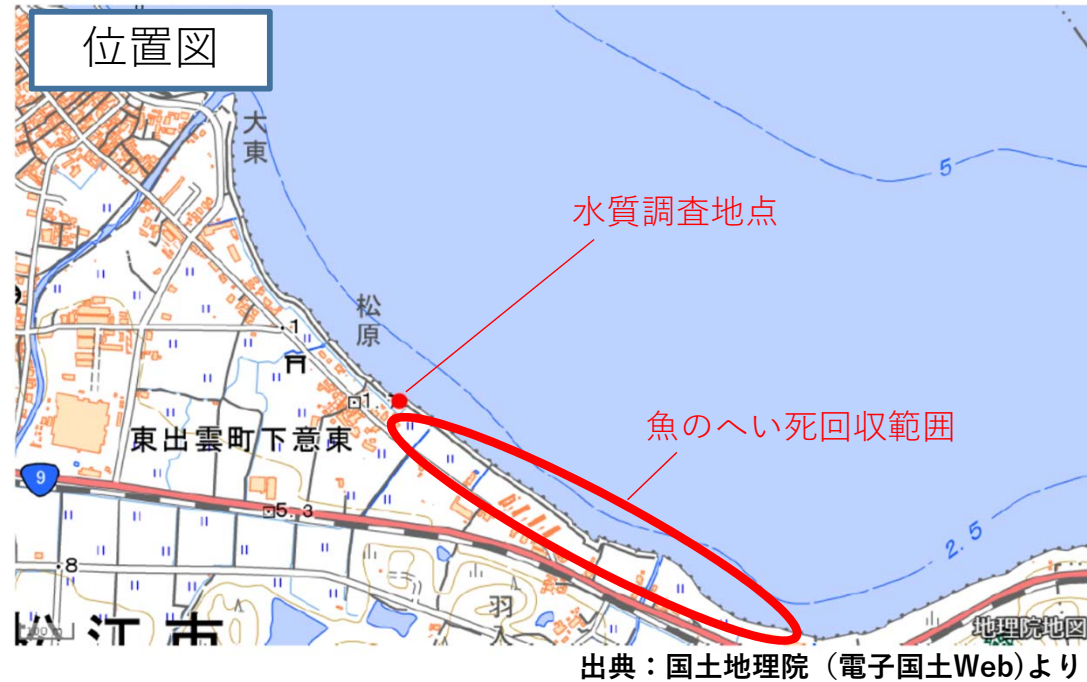 位置図
大東
5
水質調査地点
松原
1
1.
魚のへい死回収範囲
東出雲町下意東
9
5.3
2.5
8
羽
松江市
100 m
地理院地図
出典：国土地理院（電子国土Web)より